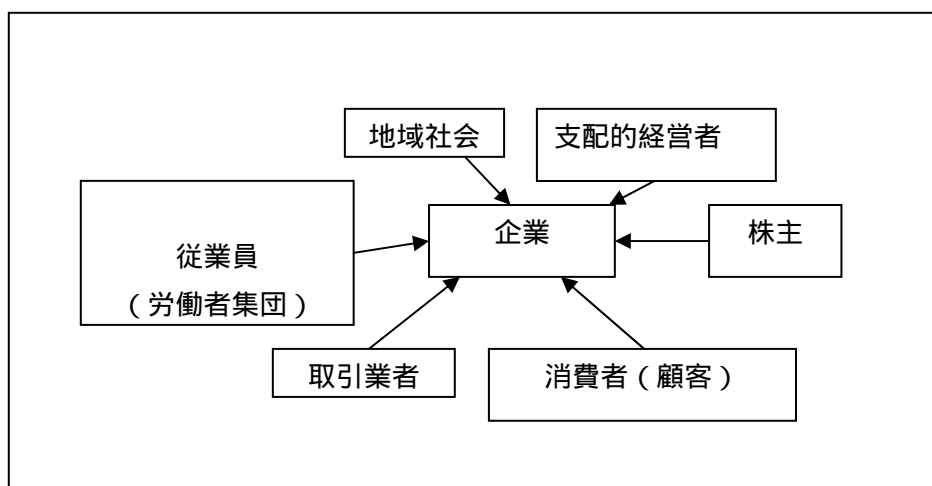 地域社会
支配的経営者
企業
株主
従業員
（労働者集団）
取引業者
消費者（顧客）